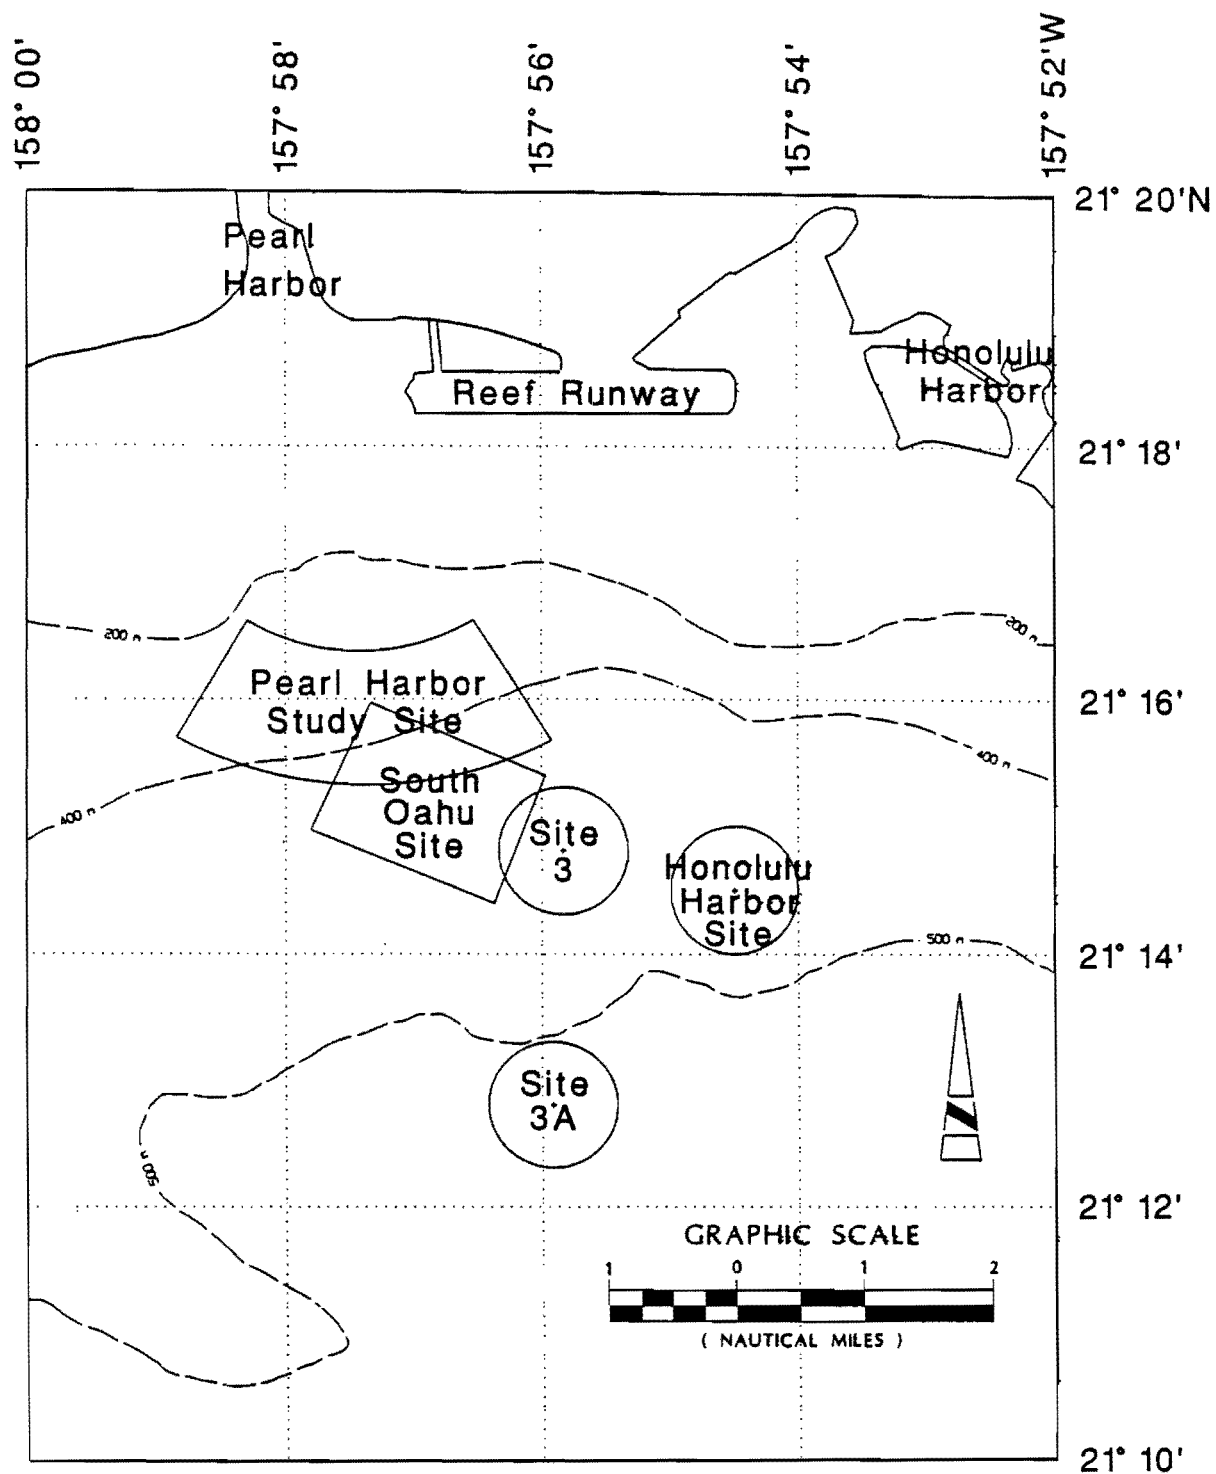 158° 00'
157° 58'
157° 56'
157° 54'
157° 52'W
21° 20'N
Pearl
Harbor
Honolulu
Harbor
Reef Runway
21° 18'
200 m
200 m
Pearl Harbor
Study Site
21° 16'
400 m
400 m
South
Oahu
Site
Site
3
Honolulu
Harbor
Site
500 m
21° 14'
Site
3A
500 m
21° 12'
GRAPHIC SCALE
1 0 1 2
( NAUTICAL MILES )
21° 10'